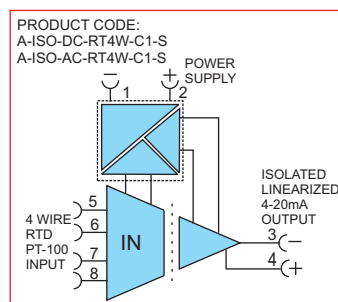 PRODUCT CODE:
A-ISO-DC-RT4W-C1-S
A-ISO-AC-RT4W-C1-S
− +
1 2
POWER
SUPPLY
4 WIRE
RTD
PT-100
INPUT
5
6
7
8
IN
ISOLATED
LINEARIZED
4-20mA
OUTPUT
3 −
4 +